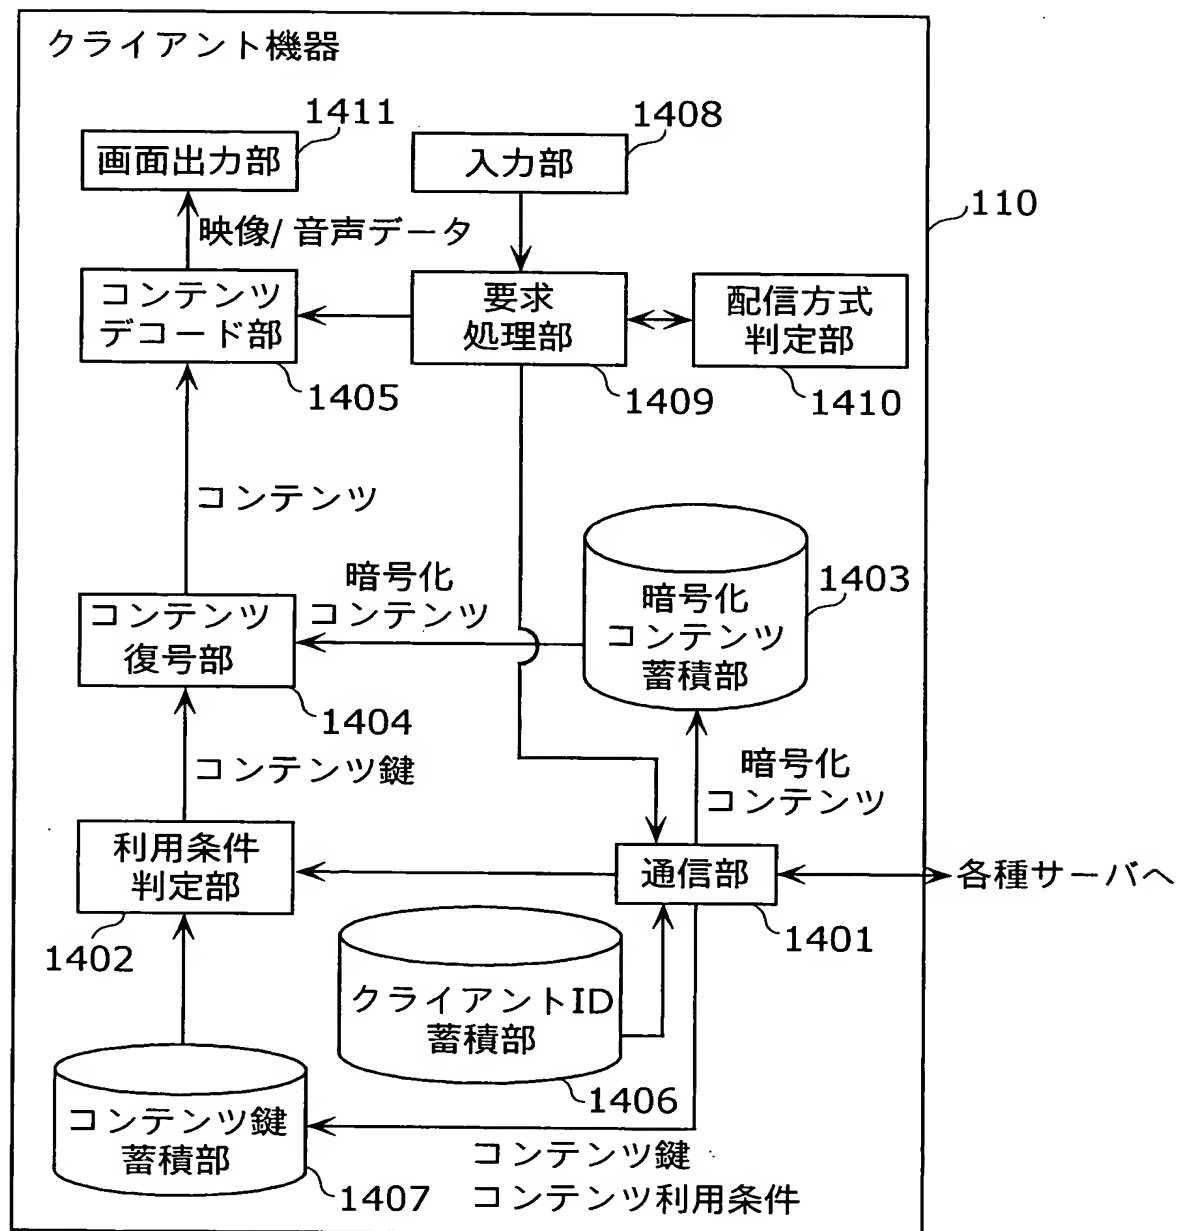 クライアント機器
1411
1408
画面出力部
入力部
110
映像/ 音声データ
コンテンツ
デコード部
要求
処理部
配信方式
判定部
1405
1409
1410
コンテンツ
暗号化
コンテンツ
1403
暗号化
コンテンツ
蓄積部
コンテンツ
復号部
1404
コンテンツ鍵
暗号化
コンテンツ
利用条件
判定部
通信部
各種サーバへ
1402
1401
クライアントID
蓄積部
1406
コンテンツ鍵
蓄積部
1407
コンテンツ鍵
コンテンツ利用条件